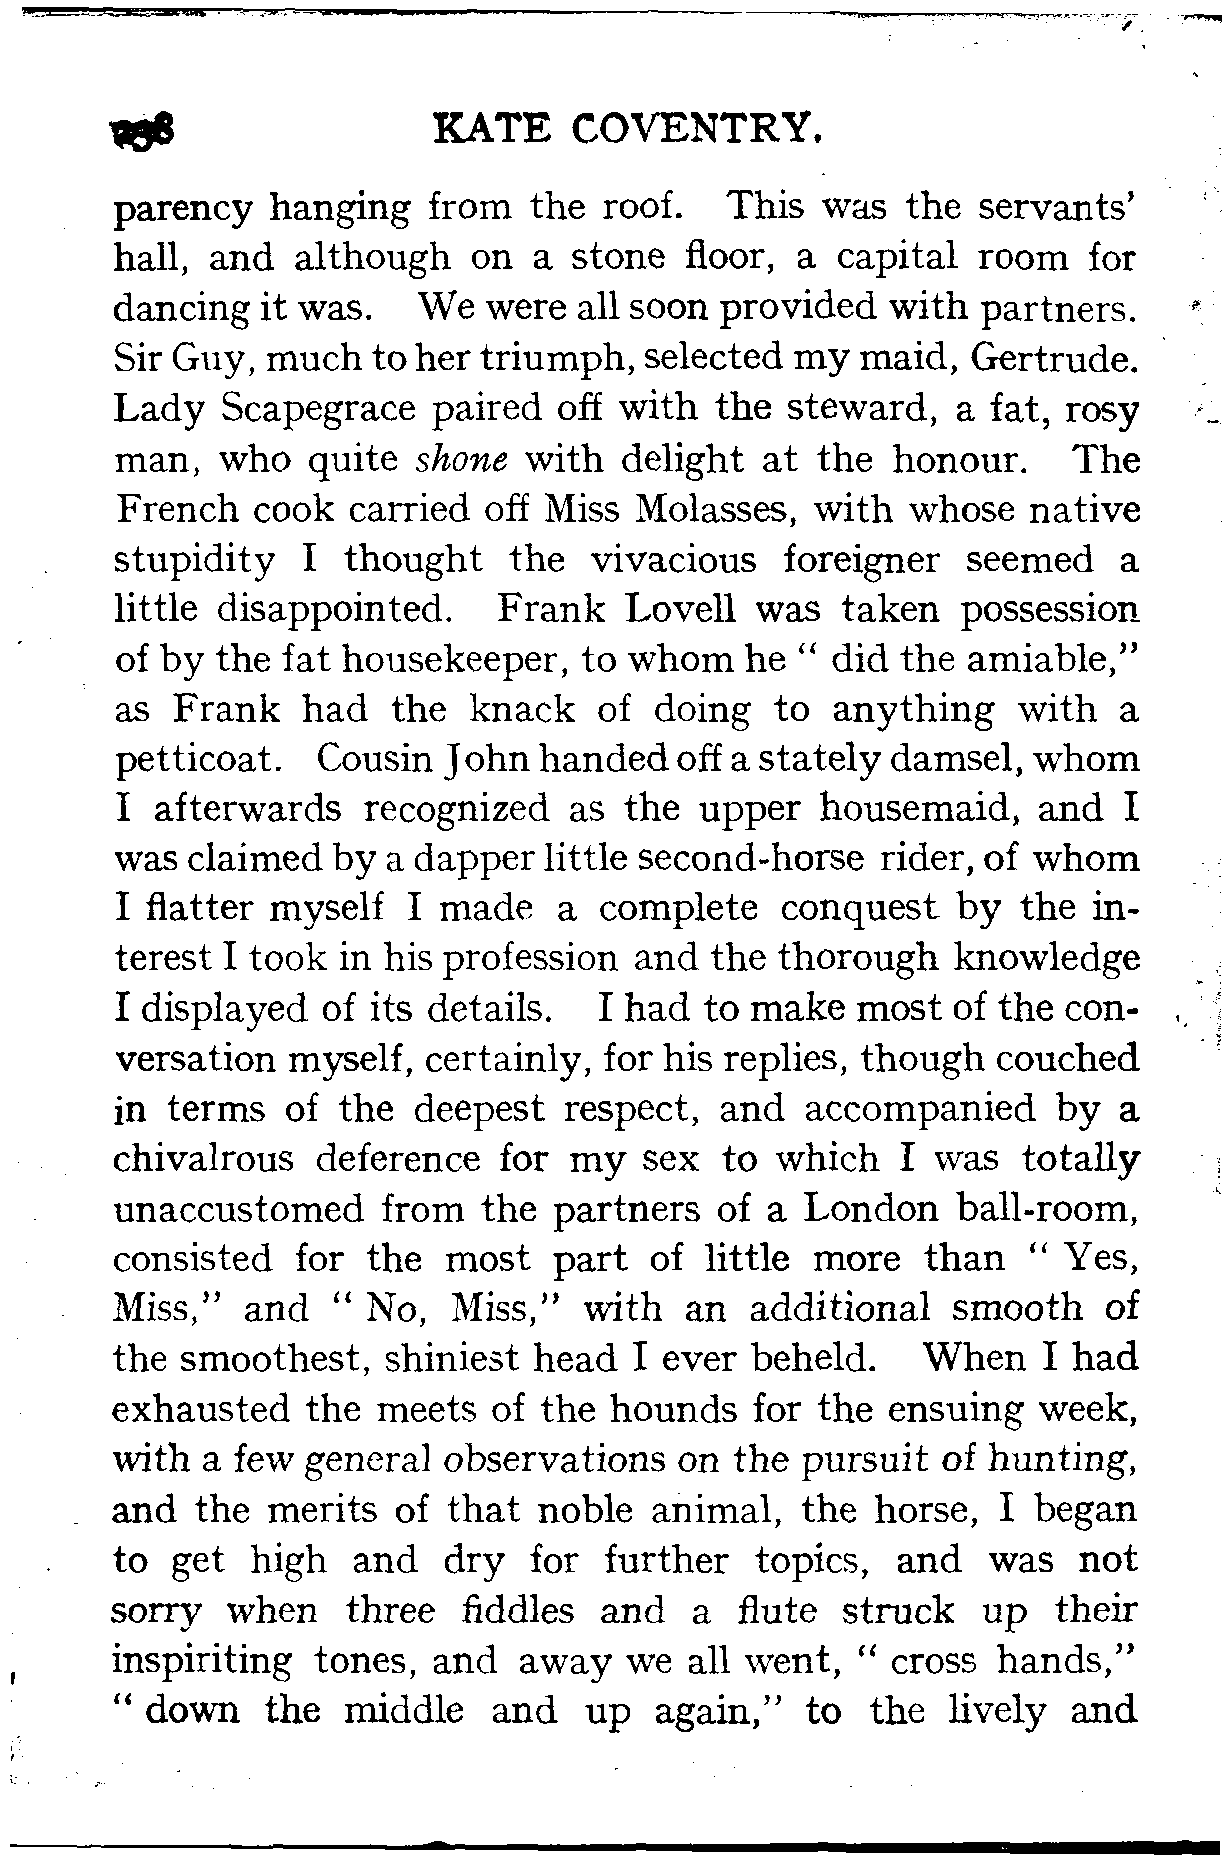 KATE COVENTRY.
parency hanging from the roof. This was the servants'
hall, and although on a stone floor, a capital room for
dancing it was. We were all soon provided with partners.
Sir Guy, much to her triumph, selected my maid, Gertrude.
Lady Scapegrace paired off with the steward, a fat, rosy
man, who quite shone with delight at the honour. The
French cook carried off Miss Molasses, with whose native
stupidity I thought the vivacious foreigner seemed a
little disappointed. Frank Lovell was taken possession
of by the fat housekeeper, to whom he " did the amiable,"
as Frank had the knack of doing to anything with a
petticoat. Cousin John handed off a stately damsel, whom
I afterwards recognized as the upper housemaid, and I
was claimed by a dapper little second-horse rider, of whom
I flatter myself I made a complete conquest by the in-
terest I took in his profession and the thorough knowledge
I displayed of its details. I had to make most of the con-
versation myself, certainly, for his replies, though couched
in terms of the deepest respect, and accompanied by a
chivalrous deference for my sex to which I was totally
unaccustomed from the partners of a London ball-room,
consisted for the most part of little more than " Yes,
Miss," and " No, Miss," with an additional smooth of
the smoothest, shiniest head I ever beheld. When I had
exhausted the meets of the hounds for the ensuing week,
with a few general observations on the pursuit of hunting,
and the merits of that noble animal, the horse, I began
to get high and dry for further topics, and was not
sorry when three fiddles and a flute struck up their
inspiriting tones, and away we all went, " cross hands,"
" down the middle and up again," to the lively and